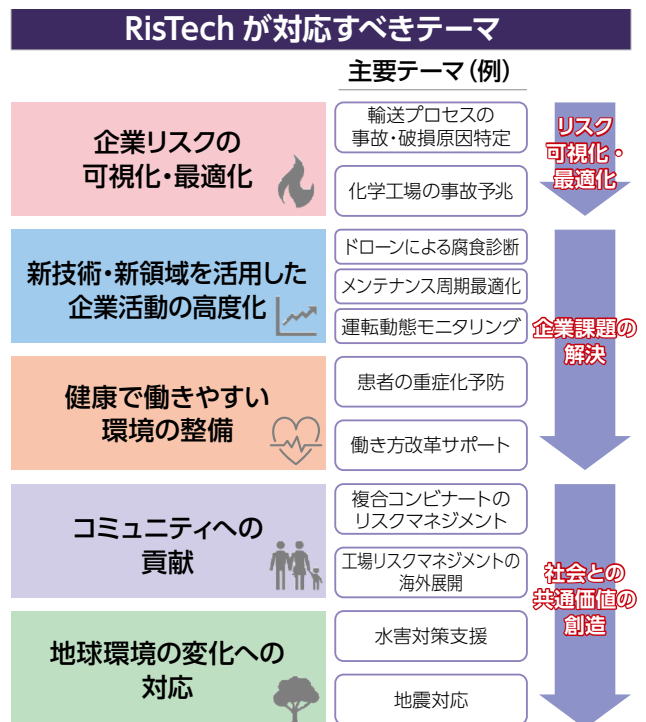 RisTech が対応すべきテーマ
主要テーマ（例）
企業リスクの
可視化・最適化
輸送プロセスの
事故・破損原因特定
化学工場の事故予兆
リスク
可視化・
最適化
新技術・新領域を活用した
企業活動の高度化
ドローンによる腐食診断
メンテナンス周期最適化
運転動態モニタリング
企業課題の
解決
健康で働きやすい
環境の整備
患者の重症化予防
働き方改革サポート
コミュニティへの
貢献
複合コンビナートの
リスクマネジメント
工場リスクマネジメントの
海外展開
社会との
共通価値の
創造
地球環境の変化への
対応
水害対策支援
地震対応